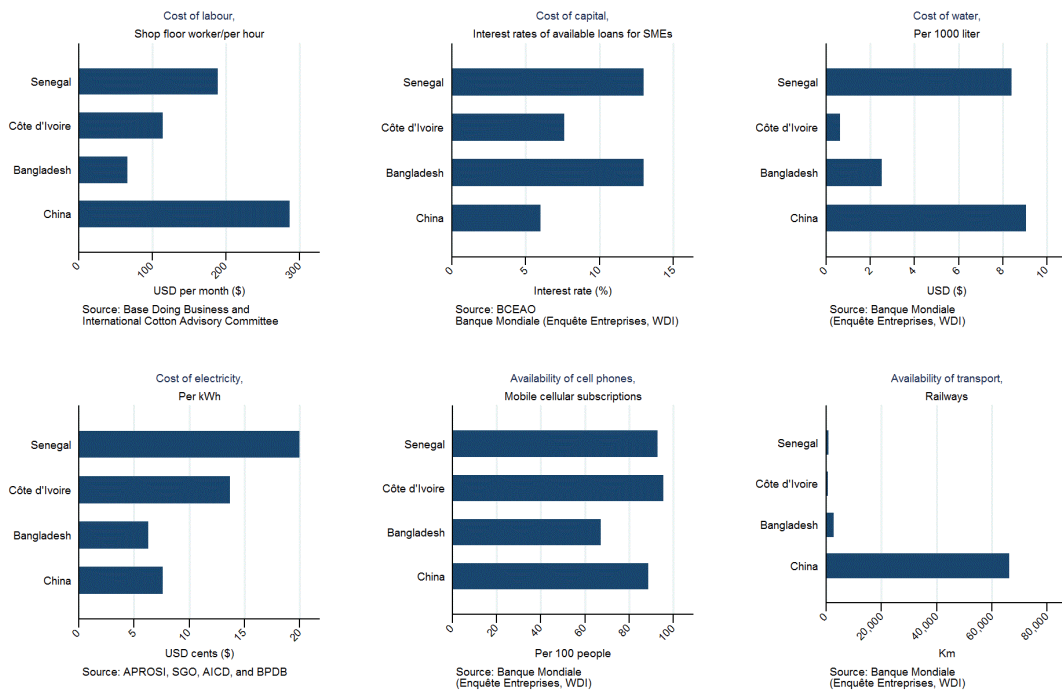 Cost of labour,
Shop floor worker/per hour
Senegal
Côte d'Ivoire
Bangladesh
China
0
100
200
300
USD per month ($)
Source: Base Doing Business and
International Cotton Advisory Committee
Cost of capital,
Interest rates of available loans for SMEs
Senegal
Côte d'Ivoire
Bangladesh
China
0
5
10
15
Interest rate (%)
Source: BCEAO
Banque Mondiale (Enquête Entreprises, WDI)
Cost of water,
Per 1000 liter
Senegal
Côte d'Ivoire
Bangladesh
China
0
2
4
6
8
10
USD ($)
Source: Banque Mondiale
(Enquête Entreprises, WDI)
Cost of electricity,
Per kWh
Senegal
Côte d'Ivoire
Bangladesh
China
0
5
10
15
20
USD cents ($)
Source: APROSI, SGO, AICD, and BPDB
Availability of cell phones,
Mobile cellular subscriptions
Senegal
Côte d'Ivoire
Bangladesh
China
0
20
40
60
80
100
Per 100 people
Source: Banque Mondiale
(Enquête Entreprises, WDI)
Availability of transport,
Railways
Senegal
Côte d'Ivoire
Bangladesh
China
0
20,000
40,000
60,000
80,000
Km
Source: Banque Mondiale
(Enquête Entreprises, WDI)